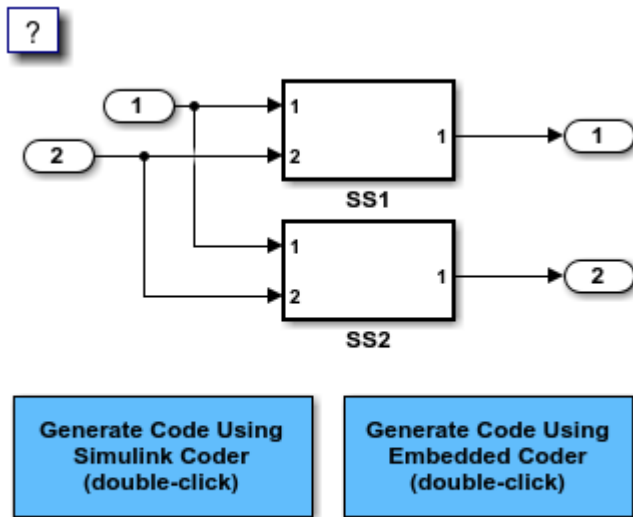 ?
1
1
2
2
1
1
SS1
1
2
1
2
SS2
Generate Code Using
Simulink Coder
(double-click)
Generate Code Using
Embedded Coder
(double-click)